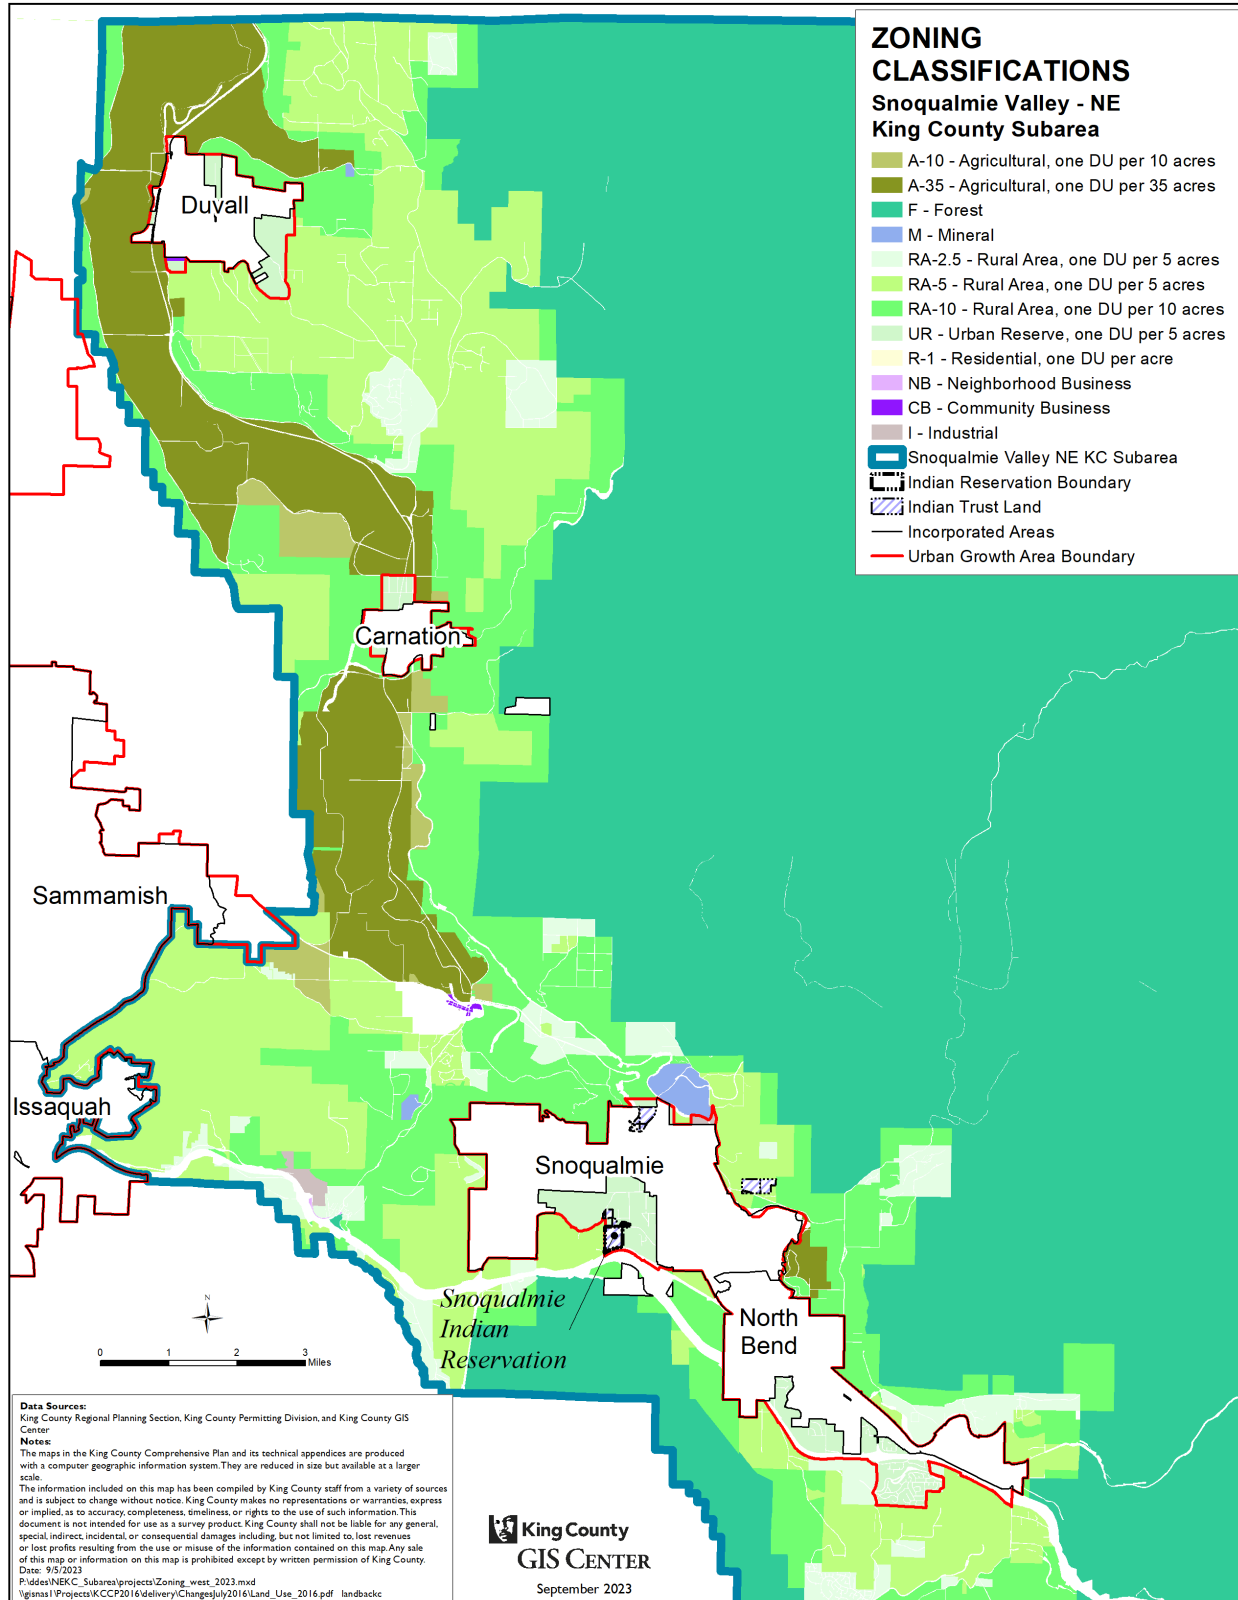 ZONING
CLASSIFICATIONS
Snoqualmie Valley - NE
King County Subarea
A-10 - Agricultural, one DU per 10 acres
A-35 - Agricultural, one DU per 35 acres
F - Forest
M - Mineral
RA-2.5 - Rural Area, one DU per 5 acres
RA-5 - Rural Area, one DU per 5 acres
RA-10 - Rural Area, one DU per 10 acres
UR - Urban Reserve, one DU per 5 acres
R-1 - Residential, one DU per acre
NB - Neighborhood Business
CB - Community Business
I - Industrial
Snoqualmie Valley NE KC Subarea
Indian Reservation Boundary
Indian Trust Land
Incorporated Areas
Urban Growth Area Boundary
Duvall
Carnation
Sammamish
Issaquah
Snoqualmie
Snoqualmie
Indian
Reservation
North
Bend
N
0 1 2 3
Miles
Data Sources:
King County Regional Planning Section, King County Permitting Division, and King County GIS
Center
Notes:
The maps in the King County Comprehensive Plan and its technical appendices are produced
with a computer geographic information system. They are reduced in size but available at a larger
scale.
The information included on this map has been compiled by King County staff from a variety of sources
and is subject to change without notice. King County makes no representations or warranties, express
or implied, as to accuracy, completeness, timeliness, or rights to the use of such information. This
document is not intended for use as a survey product. King County shall not be liable for any general,
special, indirect, incidental, or consequential damages including, but not limited to, lost revenues
or lost profits resulting from the use or misuse of the information contained on this map. Any sale
of this map or information on this map is prohibited except by written permission of King County.
Date: 9/5/2023
P:\ddes\NEKC_Subarea\projects\Zoning_west_2023.mxd
\\gisnas1\Projects\KCCP2016\delivery\ChangesJuly2016\Land_Use_2016.pdf landbackc
King County
GIS CENTER
September 2023